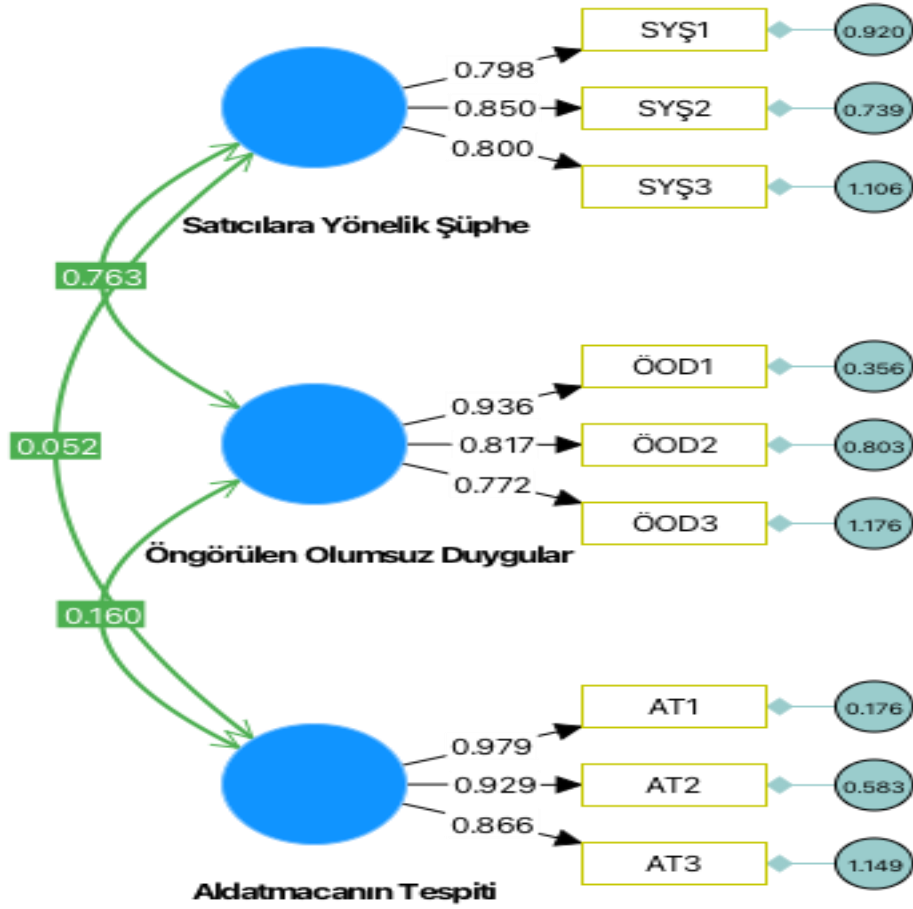 SYŞ1
0.920
0.798
0.850
SYŞ2
0.739
0.800
SYŞ3
1.106
Satıcılara Yönelik Şüphe
0.763
ÖOD1
0.356
0.936
0.817
ÖOD2
0.803
0.052
0.772
ÖOD3
1.176
Öngörülen Olumsuz Duygular
0.160
AT1
0.176
0.979
0.929
AT2
0.583
0.866
AT3
1.149
Aldatmacanın Tespiti